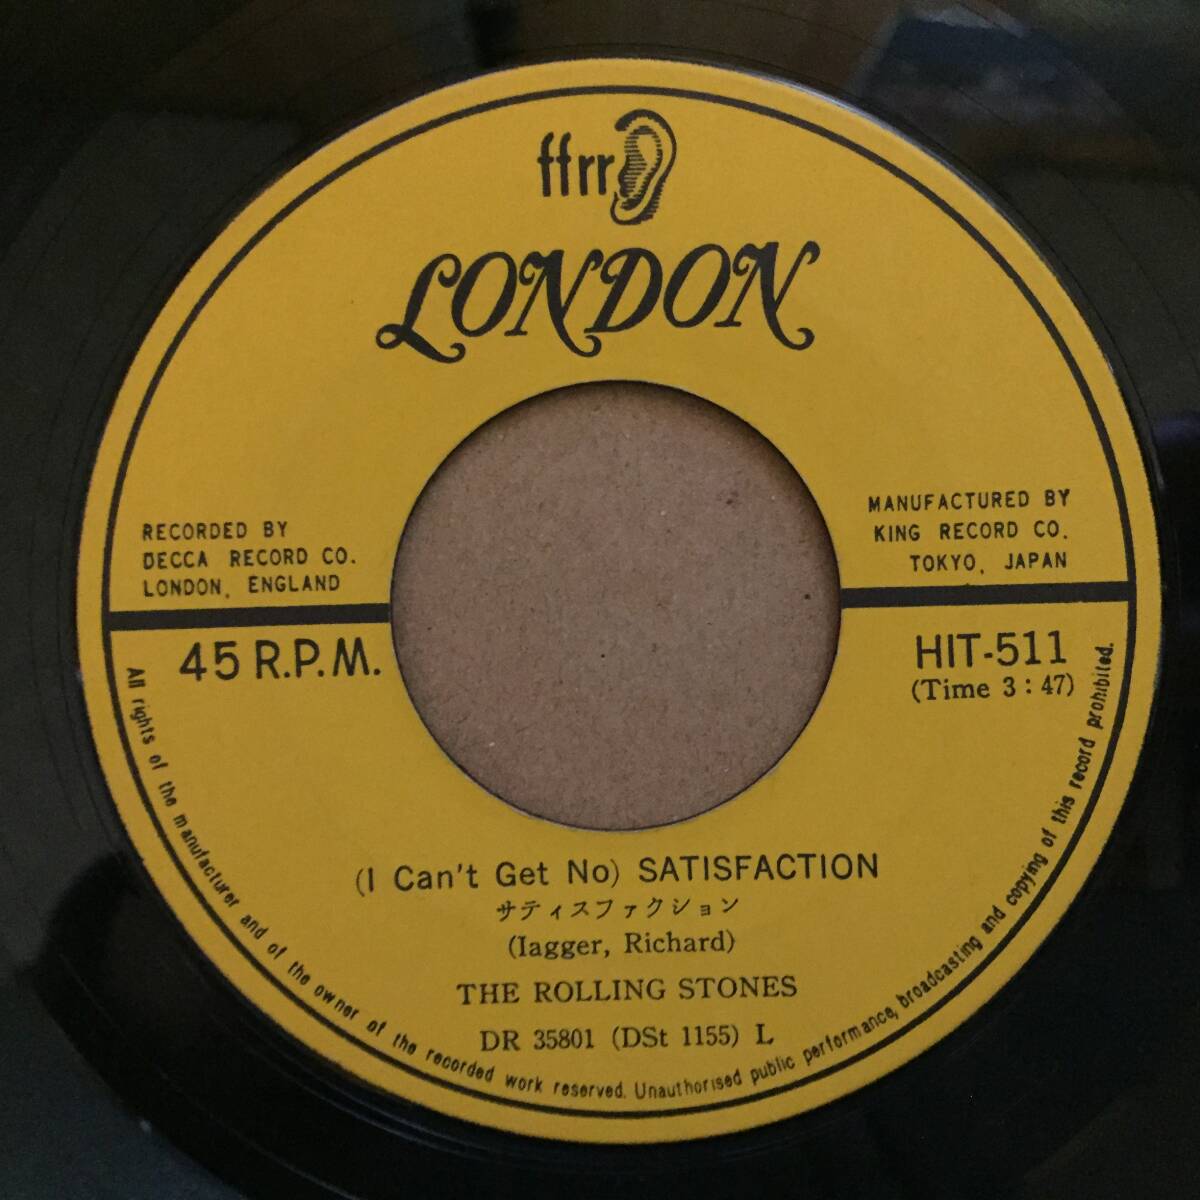 ffrr
LONDON
RECORDED BY
DECCA RECORD CO.
LONDON, ENGLAND
MANUFACTURED BY
KING RECORD CO.
TOKYO, JAPAN
45 R.P.M.
HIT-511
(Time 3:47)
(I Can't Get No) SATISFACTION
サティスファクション
(Iagger, Richard)
THE ROLLING STONES
DR 35801 (DSt 1155) L
All rights of the manufacturer and of the owner of the recorded work reserved. Unauthorised public performance, broadcasting and copying of this record prohibited.